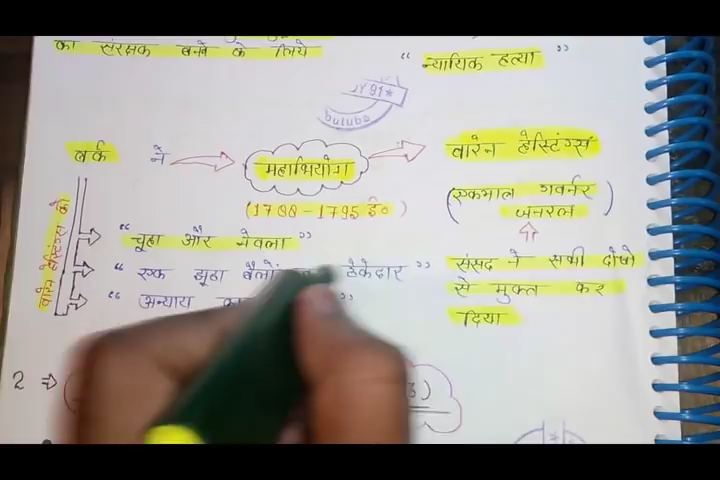 का संरक्षक बनने के लिये
“ न्यायिक हत्या ”
बर्क ने
महाभियोग
वारेन हेस्टिंग्स
(1788 - 1795 ई०)
(एकमात्र गवर्नर
जनरल)
वारेन हेस्टिंग्स को
“ चूहा और नेवला ”
“ एक झूठा बैलों ठेकेदार ”
“ अन्याय ”
संसद ने सभी दोषो
से मुक्त कर
दिया
2 ⇒